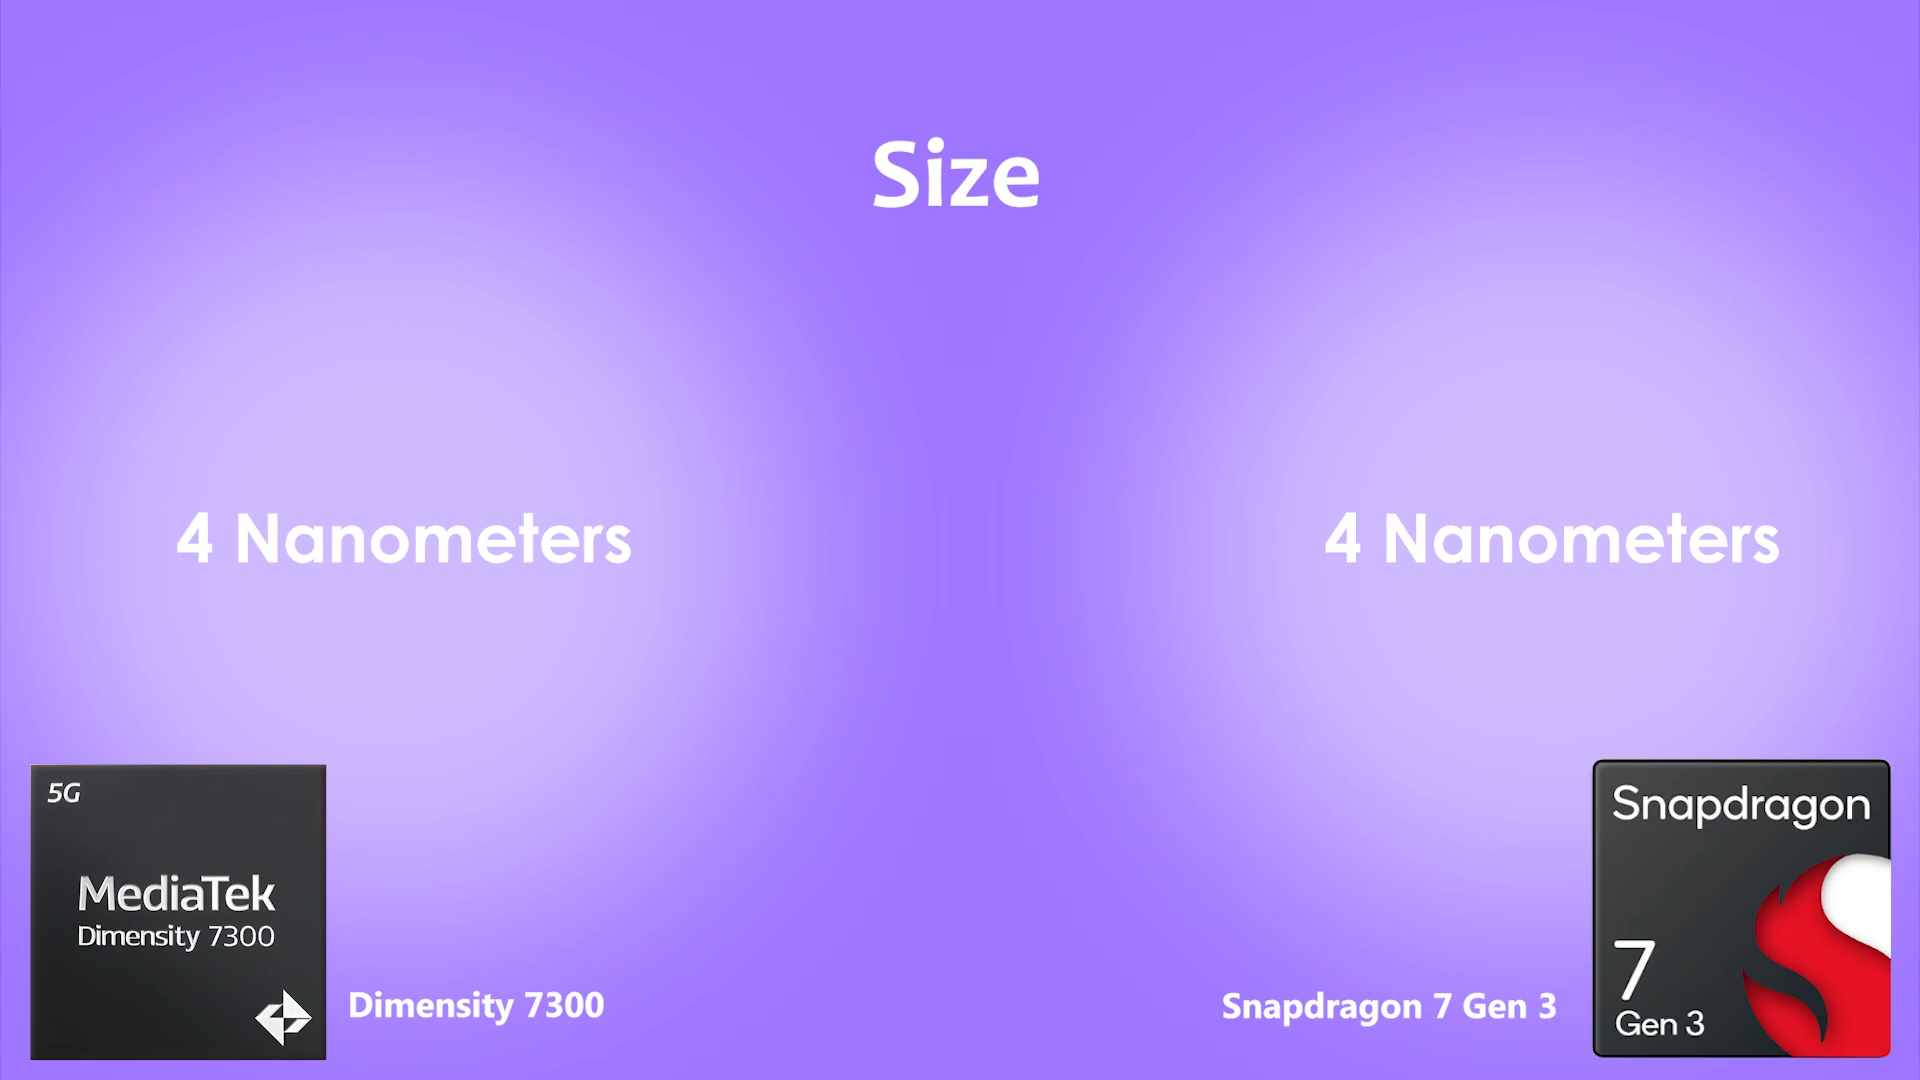 Size
4 Nanometers
4 Nanometers
5G
MediaTek
Dimensity 7300
Dimensity 7300
Snapdragon 7 Gen 3
Snapdragon
7
Gen 3